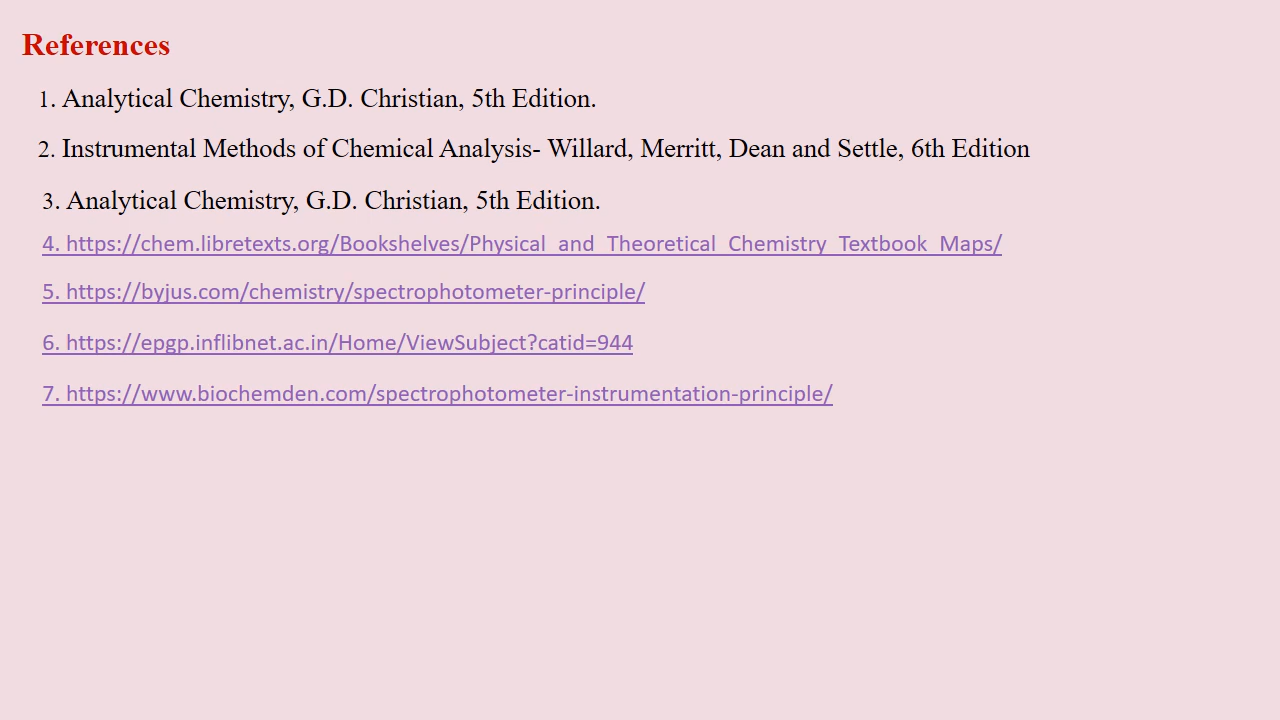 References
1. Analytical Chemistry, G.D. Christian, 5th Edition.
2. Instrumental Methods of Chemical Analysis- Willard, Merritt, Dean and Settle, 6th Edition
3. Analytical Chemistry, G.D. Christian, 5th Edition.
4. https://chem.libretexts.org/Bookshelves/Physical_and_Theoretical_Chemistry_Textbook_Maps/
5. https://byjus.com/chemistry/spectrophotometer-principle/
6. https://epgp.inflibnet.ac.in/Home/ViewSubject?catid=944
7. https://www.biochemden.com/spectrophotometer-instrumentation-principle/